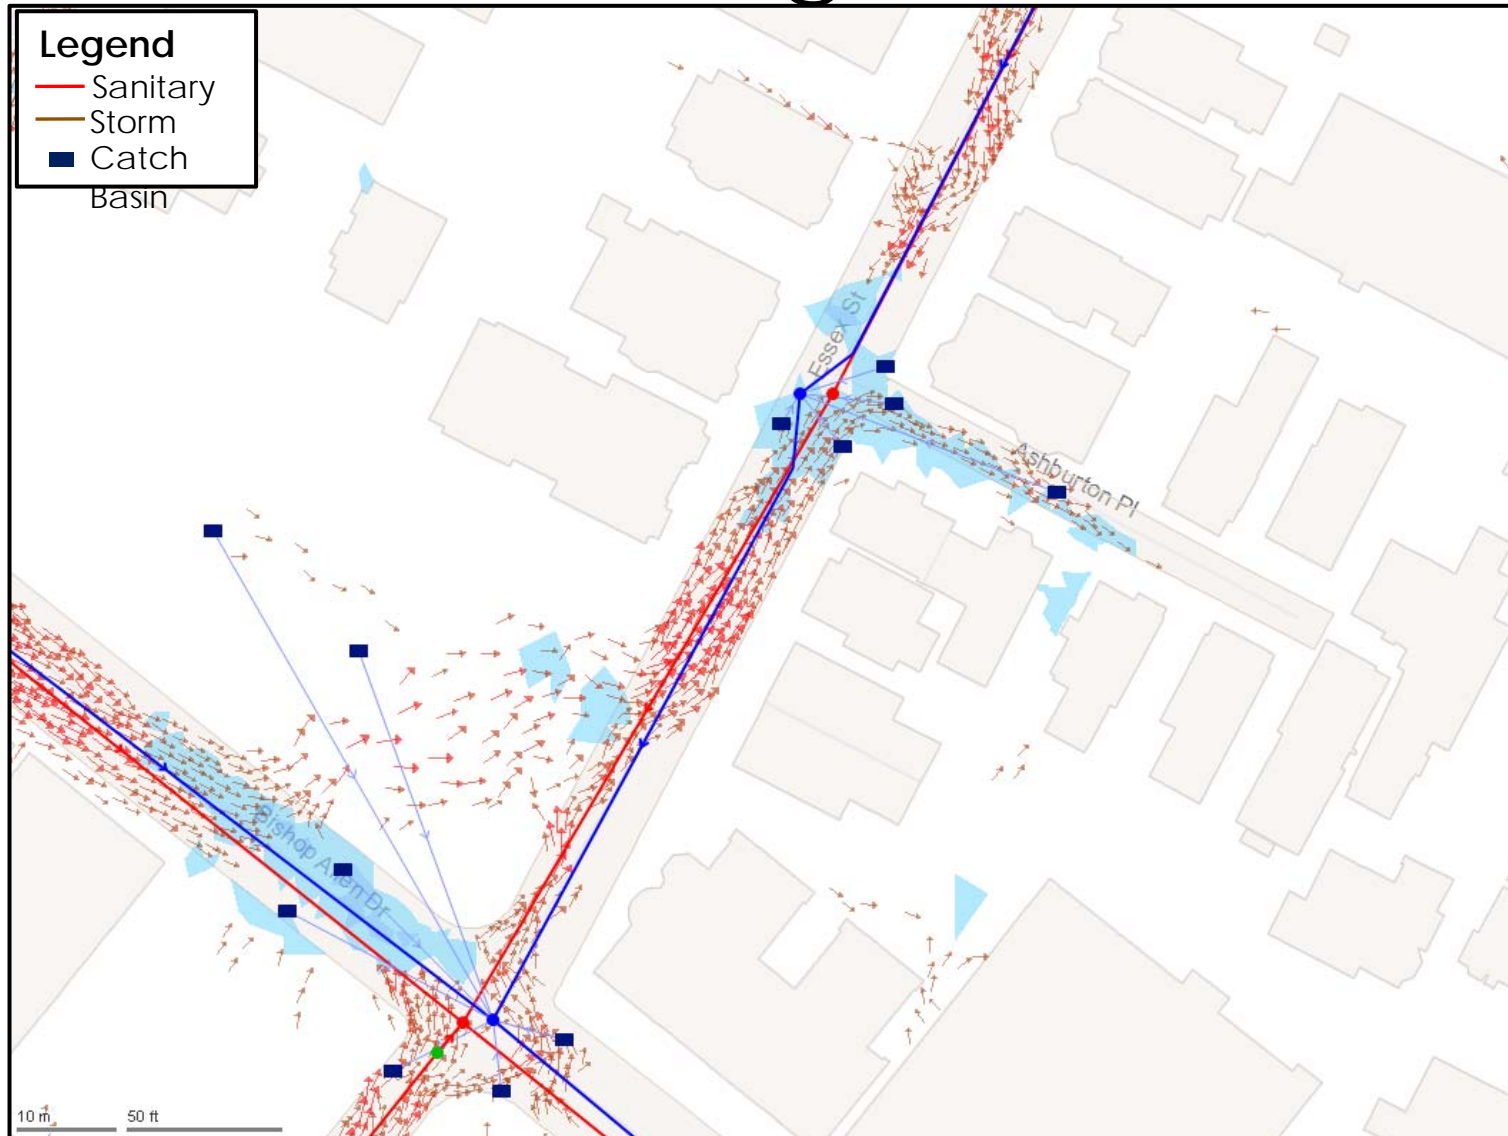 Legend
Sanitary
Storm
Catch
Basin
Essex St
Ashburton Pl
Bishop Allen Dr
10 m
50 ft